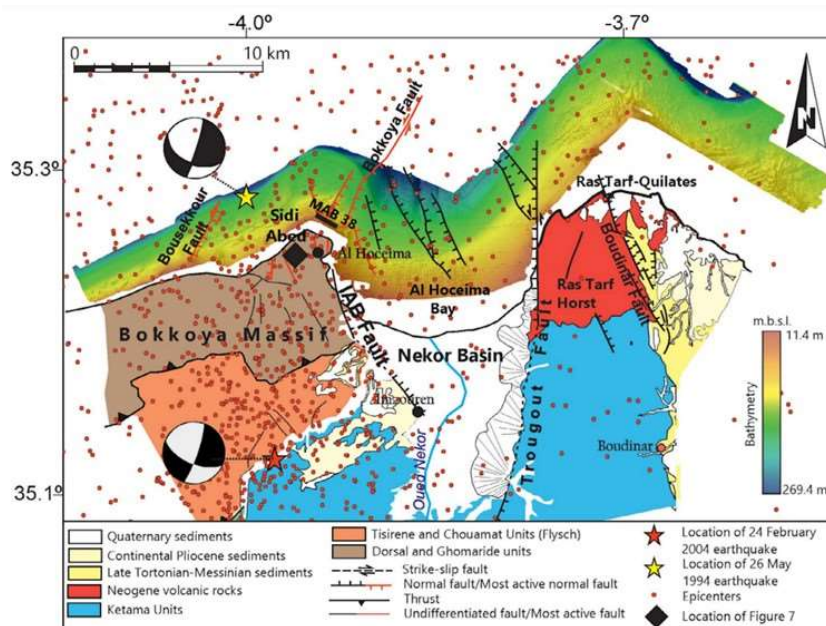 -4.0°
-3.7°
0
10 km
N
35.39
Bousekkour
Fault
Bokkoya Fault
MAB 38
Sidi
Abed
Al Hoceima
Ras Tarf-Quilates
Boudinar Fault
Ras Tarf
Horst
Al Hoceima
Bay
IAB Fault
Bokkoya Massif
Nekor Basin
Trougout Fault
Imzouren
Oued Nekor
Boudinar
35.1°
m.b.s.l.
11.4 m
Bathymetry
269.4 m
Quaternary sediments
Continental Pliocene sediments
Late Tortonian-Messinian sediments
Neogene volcanic rocks
Ketama Units
Tisirene and Chouamat Units (Flysch)
Dorsal and Ghomaride units
Strike-slip fault
Normal fault/Most active normal fault
Thrust
Undifferentiated fault/Most active fault
Location of 24 February
2004 earthquake
Location of 26 May
1994 earthquake
Epicenters
Location of Figure 7